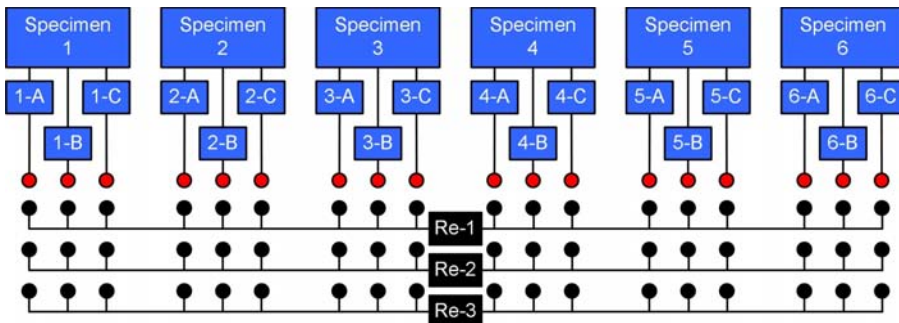 Specimen 1
Specimen 2
Specimen 3
Specimen 4
Specimen 5
Specimen 6
1-A 1-C 2-A 2-C 3-A 3-C 4-A 4-C 5-A 5-C 6-A 6-C
1-B 2-B 3-B 4-B 5-B 6-B
Re-1
Re-2
Re-3